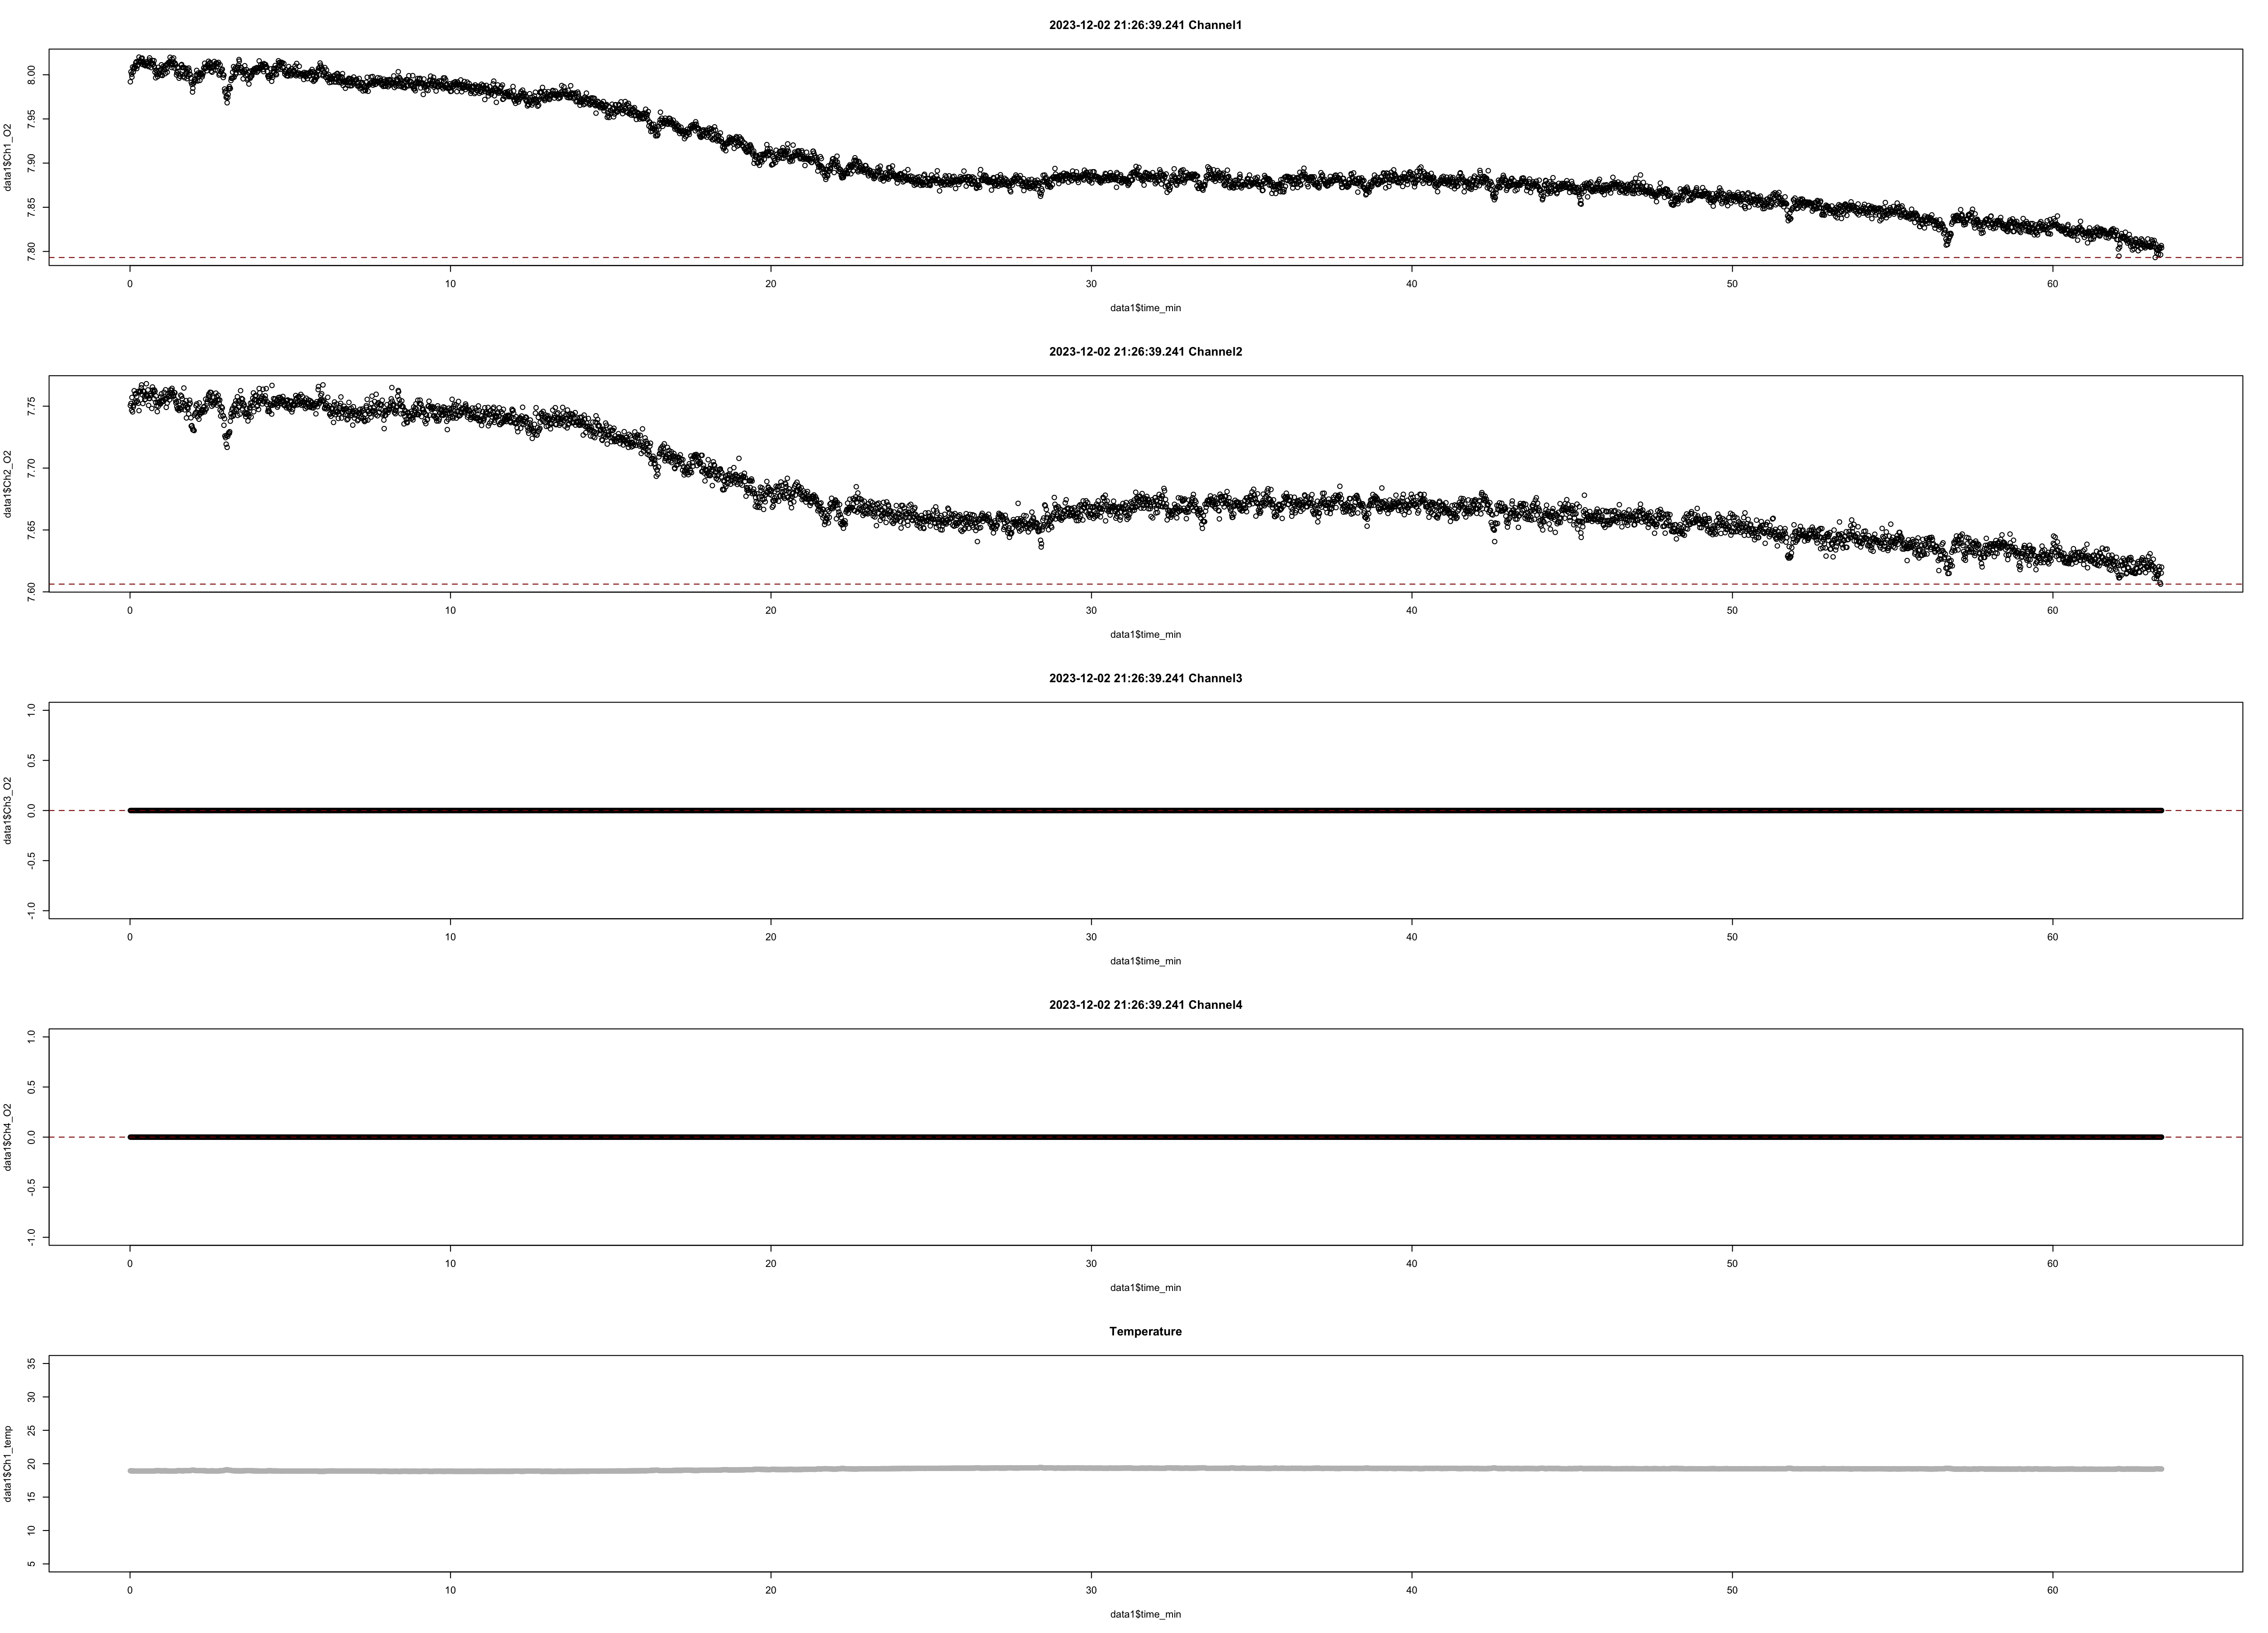 2023-12-02 21:26:39.241 Channel1
data1$Ch1_O2
8.00
7.95
7.90
7.85
7.80
0 10 20 30 40 50 60
data1$time_min
2023-12-02 21:26:39.241 Channel2
data1$Ch2_O2
7.75
7.70
7.65
7.60
0 10 20 30 40 50 60
data1$time_min
2023-12-02 21:26:39.241 Channel3
data1$Ch3_O2
1.0
0.5
0.0
-0.5
-1.0
0 10 20 30 40 50 60
data1$time_min
2023-12-02 21:26:39.241 Channel4
data1$Ch4_O2
1.0
0.5
0.0
-0.5
-1.0
0 10 20 30 40 50 60
data1$time_min
Temperature
data1$Ch1_temp
35
30
25
20
15
10
5
0 10 20 30 40 50 60
data1$time_min